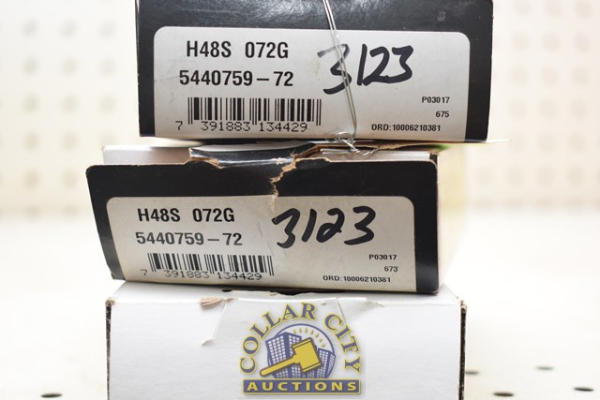 H48S 072G
3123
5440759-72
7 391883 134429
P03017
675
ORD:10006210381
H48S 072G
3123
5440759-72
7 391883 134429
P03017
673
ORD:10006210381
COLLAR CITY
AUCTIONS